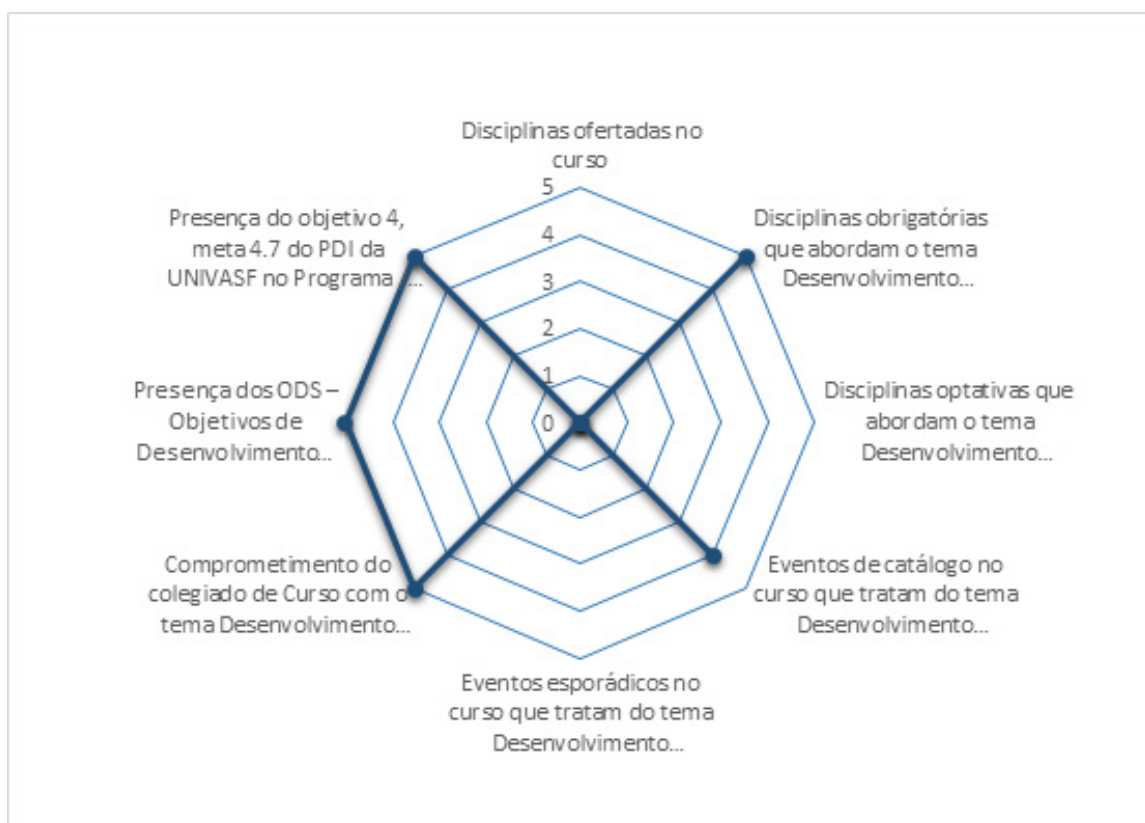 Disciplinas ofertadas no
curso
5
4
3
2
1
0
Disciplinas obrigatórias
que abordam o tema
Desenvolvimento...
Disciplinas optativas que
abordam o tema
Desenvolvimento...
Eventos de catálogo no
curso que tratam do tema
Desenvolvimento...
Eventos esporádicos no
curso que tratam do tema
Desenvolvimento...
Comprometimento do
colegiado de Curso com o
tema Desenvolvimento...
Presença dos ODS –
Objetivos de
Desenvolvimento...
Presença do objetivo 4,
meta 4.7 do PDI da
UNIVASF no Programa ...